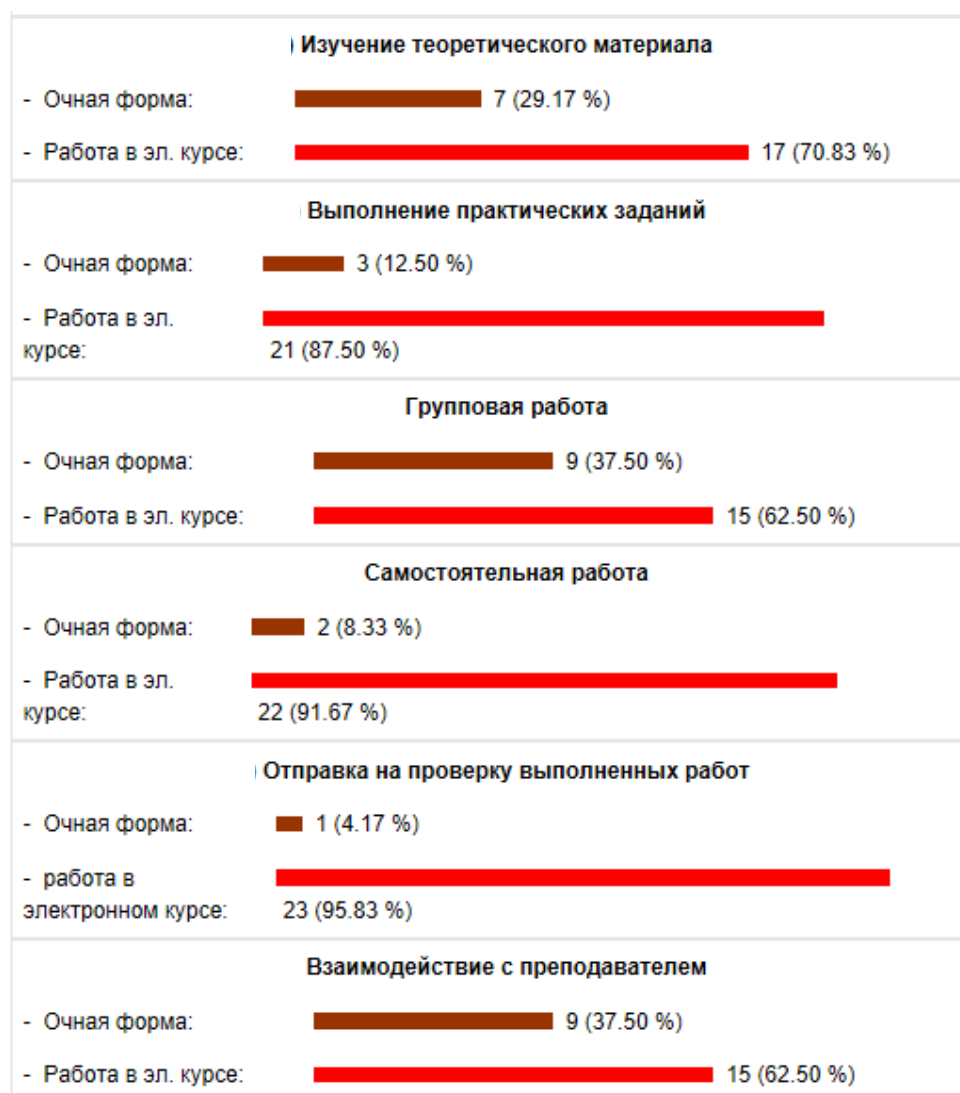 ) Изучение теоретического материала
- Очная форма: 7 (29.17 %)
- Работа в эл. курсе: 17 (70.83 %)
Выполнение практических заданий
- Очная форма: 3 (12.50 %)
- Работа в эл.
курсе: 21 (87.50 %)
Групповая работа
- Очная форма: 9 (37.50 %)
- Работа в эл. курсе: 15 (62.50 %)
Самостоятельная работа
- Очная форма: 2 (8.33 %)
- Работа в эл.
курсе: 22 (91.67 %)
) Отправка на проверку выполненных работ
- Очная форма: 1 (4.17 %)
- работа в
электронном курсе: 23 (95.83 %)
Взаимодействие с преподавателем
- Очная форма: 9 (37.50 %)
- Работа в эл. курсе: 15 (62.50 %)